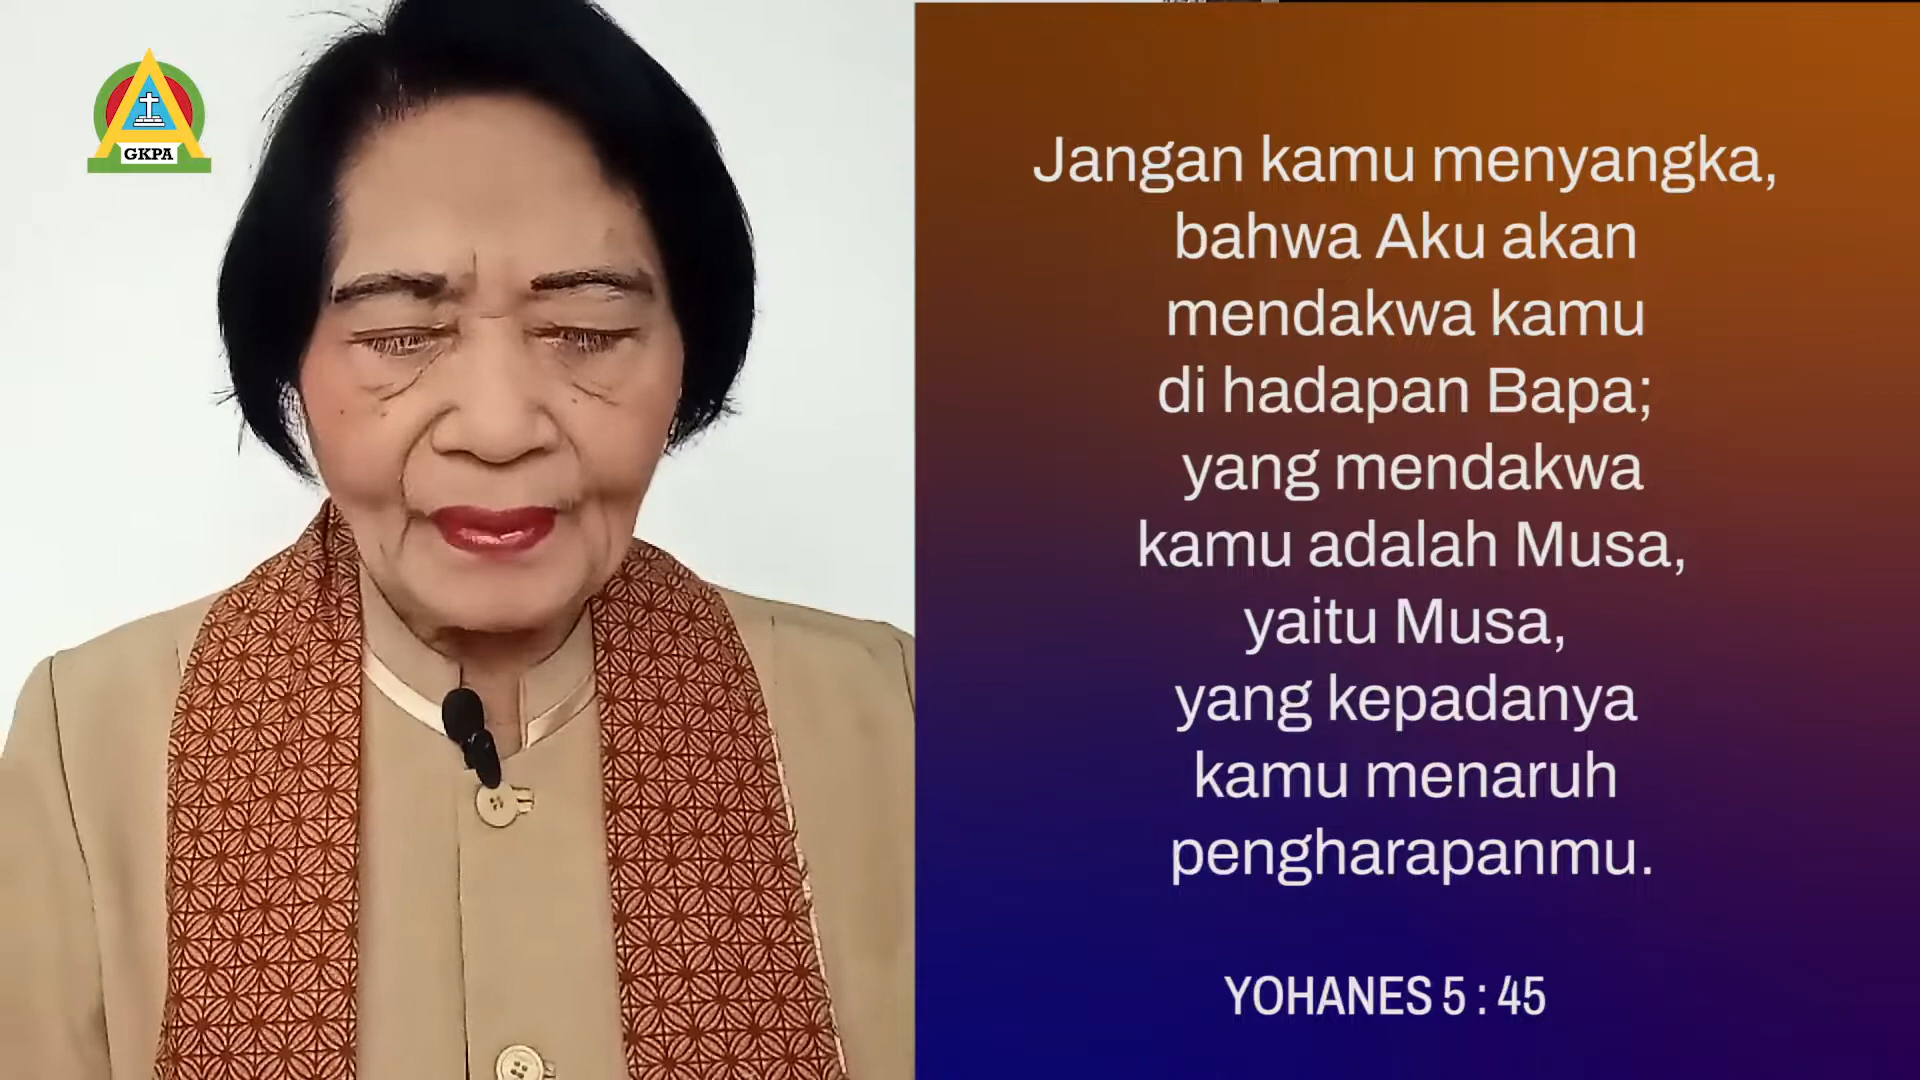 GKPA
Jangan kamu menyangka,
bahwa Aku akan
mendakwa kamu
di hadapan Bapa;
yang mendakwa
kamu adalah Musa,
yaitu Musa,
yang kepadanya
kamu menaruh
pengharapanmu.
YOHANES 5 : 45